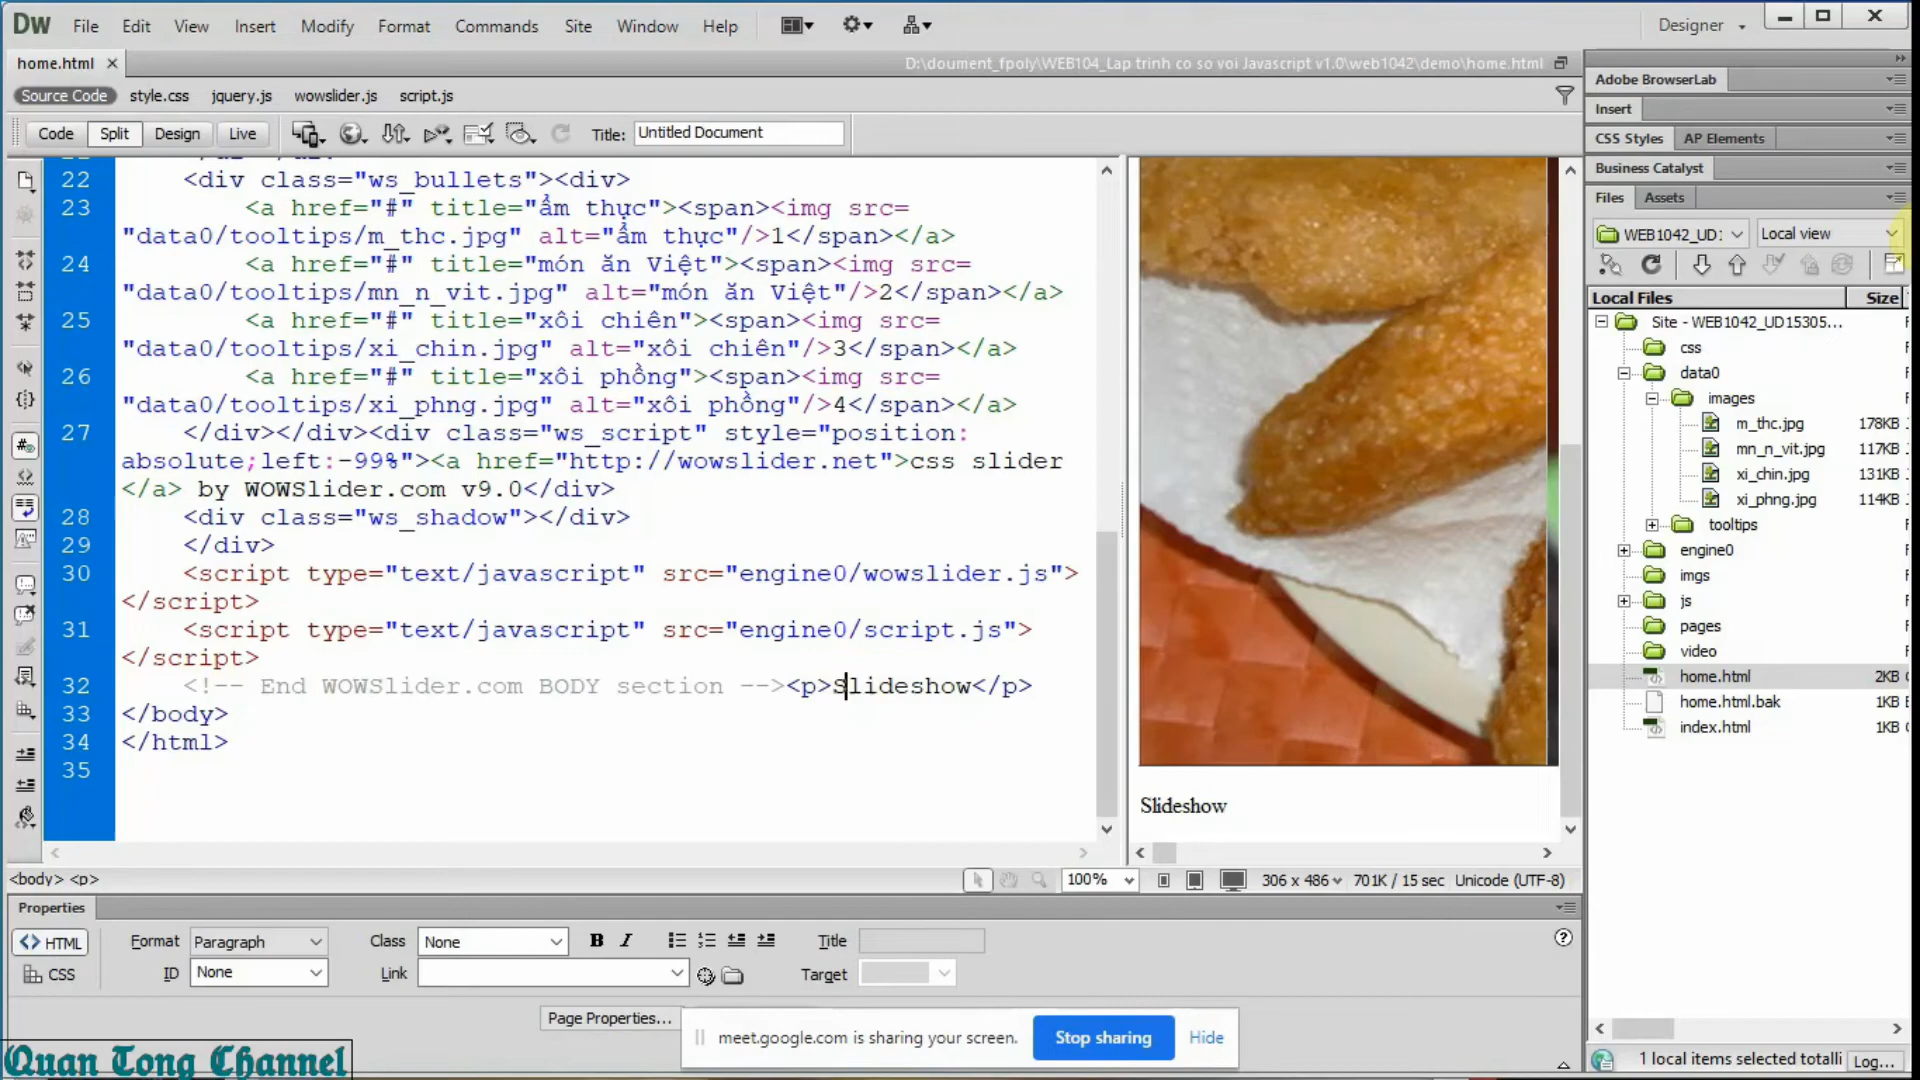 DW File Edit View Insert Modify Format Commands Site Window Help Designer
home.html D:\doument_fpoly\WEB104_Lap trinh co so voi Javascript v1.0\web1042\demo\home.html
Source Code style.css jquery.js wowslider.js script.js
Code Split Design Live Title: Untitled Document
22 <div class="ws_bullets"><div>
23 <a href="#" title="ẩm thực"><span><img src=
"data0/tooltips/m_thc.jpg" alt="ẩm thực"/>1</span></a>
24 <a href="#" title="món ăn Việt"><span><img src=
"data0/tooltips/mn_n_vit.jpg" alt="món ăn Việt"/>2</span></a>
25 <a href="#" title="xôi chiên"><span><img src=
"data0/tooltips/xi_chin.jpg" alt="xôi chiên"/>3</span></a>
26 <a href="#" title="xôi phồng"><span><img src=
"data0/tooltips/xi_phng.jpg" alt="xôi phồng"/>4</span></a>
27 </div></div><div class="ws_script" style="position:
absolute;left:-99%"><a href="http://wowslider.net">css slider
</a> by WOWSlider.com v9.0</div>
28 <div class="ws_shadow"></div>
29 </div>
30 <script type="text/javascript" src="engine0/wowslider.js">
</script>
31 <script type="text/javascript" src="engine0/script.js">
</script>
32 <!-- End WOWSlider.com BODY section --><p>Slideshow</p>
33 </body>
34 </html>
35
Slideshow
<body> <p> 100% 306 x 486 701K / 15 sec Unicode (UTF-8)
Properties
<> HTML Format Paragraph Class None B I Title
CSS ID None Link Target
Page Properties...
meet.google.com is sharing your screen. Stop sharing Hide
Quan Tong Channel
Adobe BrowserLab
Insert
CSS Styles AP Elements
Business Catalyst
Files Assets
WEB1042_UD1 Local view
Local Files Size
Site - WEB1042_UD15305...
css
data0
images
m_thc.jpg 178KB
mn_n_vit.jpg 117KB
xi_chin.jpg 131KB
xi_phng.jpg 114KB
tooltips
engine0
imgs
js
pages
video
home.html 2KB
home.html.bak 1KB
index.html 1KB
1 local items selected totalli Log...